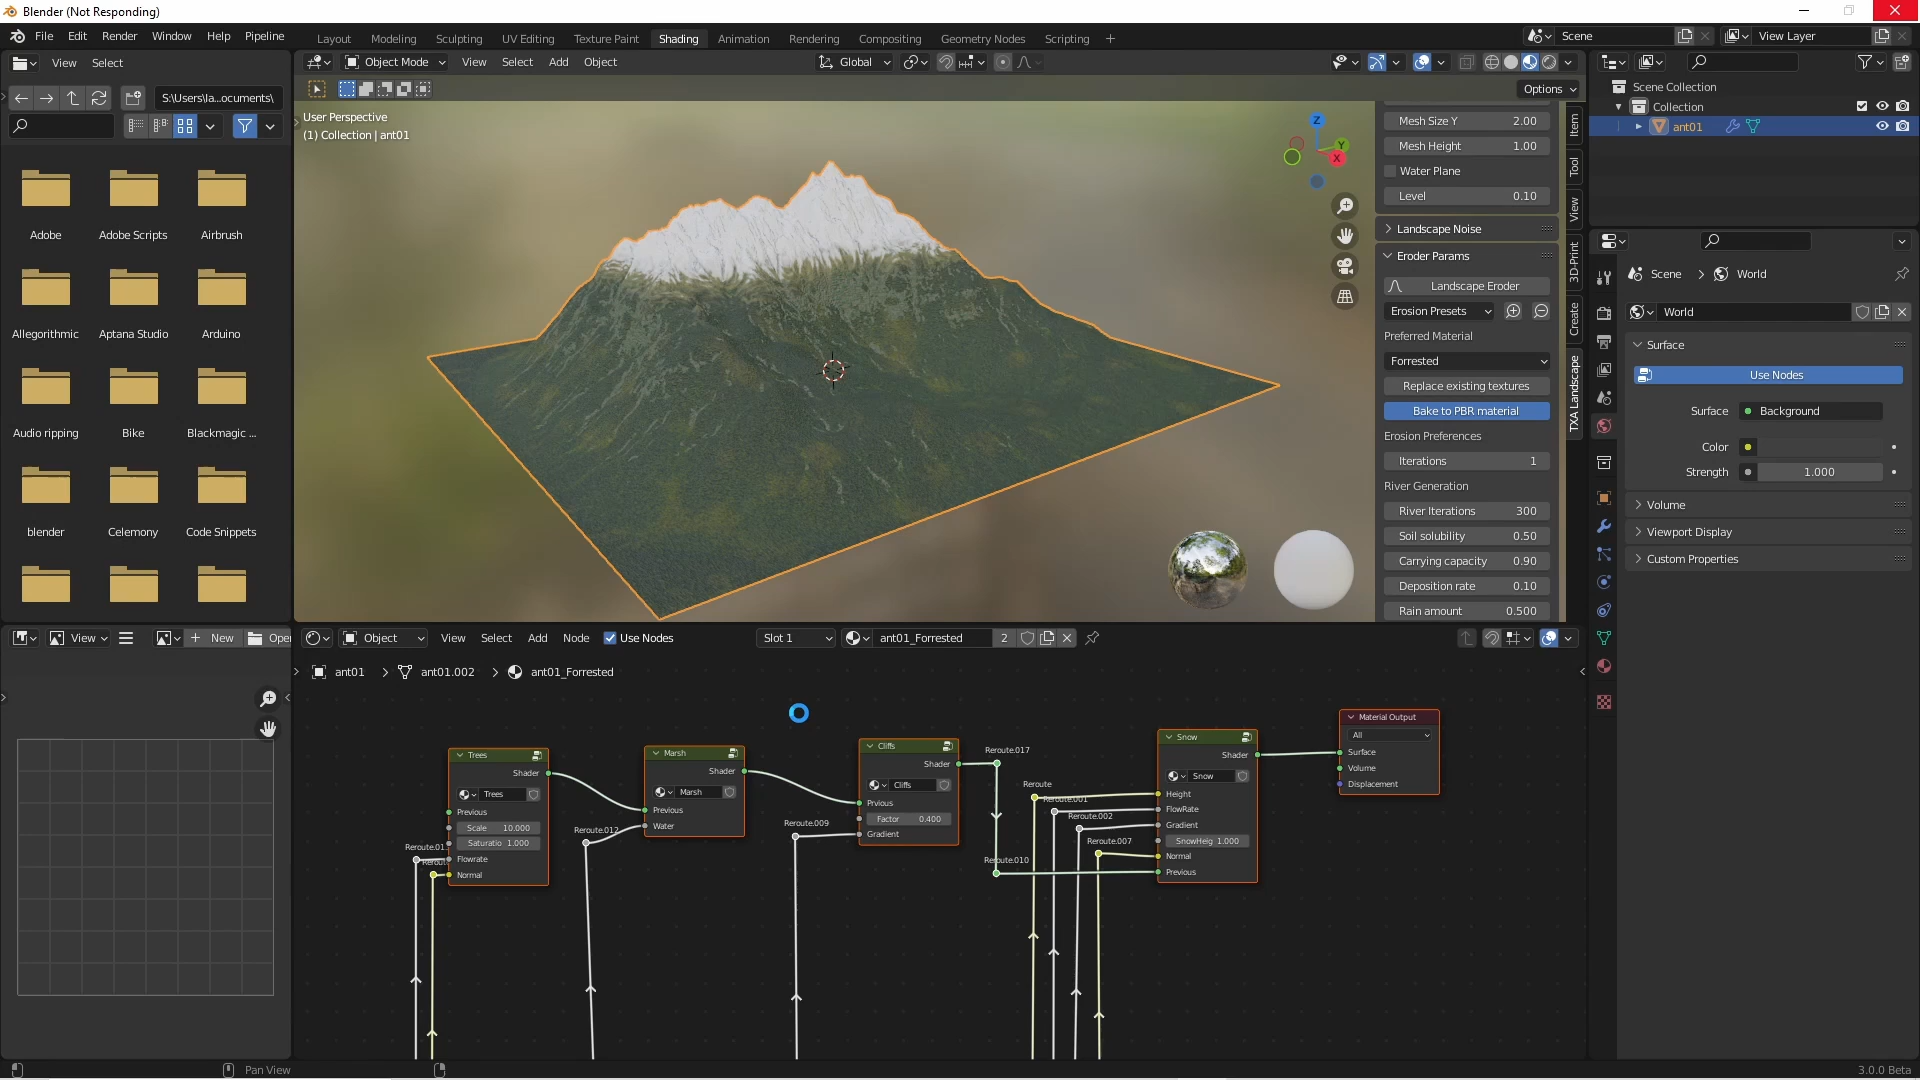 Blender (Not Responding)
File Edit Render Window Help Pipeline
Layout Modeling Sculpting UV Editing Texture Paint Shading Animation Rendering Compositing Geometry Nodes Scripting +
Scene
View Layer
View Select
Object Mode View Select Add Object
Global
S:\Users\la...ocuments\
Options
Adobe Adobe Scripts Airbrush
Allegorithmic Aptana Studio Arduino
Audio ripping Bike Blackmagic ...
blender Celemony Code Snippets
User Perspective
(1) Collection | ant01
Z
Y
X
Mesh Size Y 2.00
Mesh Height 1.00
Water Plane
Level 0.10
Landscape Noise
Eroder Params
Landscape Eroder
Erosion Presets
Preferred Material
Forrested
Replace existing textures
Bake to PBR material
Erosion Preferences
Iterations 1
River Generation
River Iterations 300
Soil solubility 0.50
Carrying capacity 0.90
Deposition rate 0.10
Rain amount 0.500
Item
Tool
View
3D-Print
Create
TXA Landscape
Scene Collection
Collection
ant01
Scene > World
World
Surface
Use Nodes
Surface Background
Color
Strength 1.000
Volume
Viewport Display
Custom Properties
View New Open
Object View Select Add Node Use Nodes Slot 1 ant01_Forrested 2
ant01 > ant01.002 > ant01_Forrested
Trees
Shader
Trees
Previous
Scale 10.000
Saturatio 1.000
Flowrate
Normal
Marsh
Shader
Marsh
Previous
Water
Reroute.012
Cliffs
Shader
Cliffs
Prvious
Factor 0.400
Gradient
Reroute.009
Reroute.017
Reroute.010
Reroute
Reroute.001
Reroute.002
Reroute.007
Snow
Shader
Snow
Height
FlowRate
Gradient
SnowHeig 1.000
Normal
Previous
Material Output
All
Surface
Volume
Displacement
Pan View
3.0.0 Beta